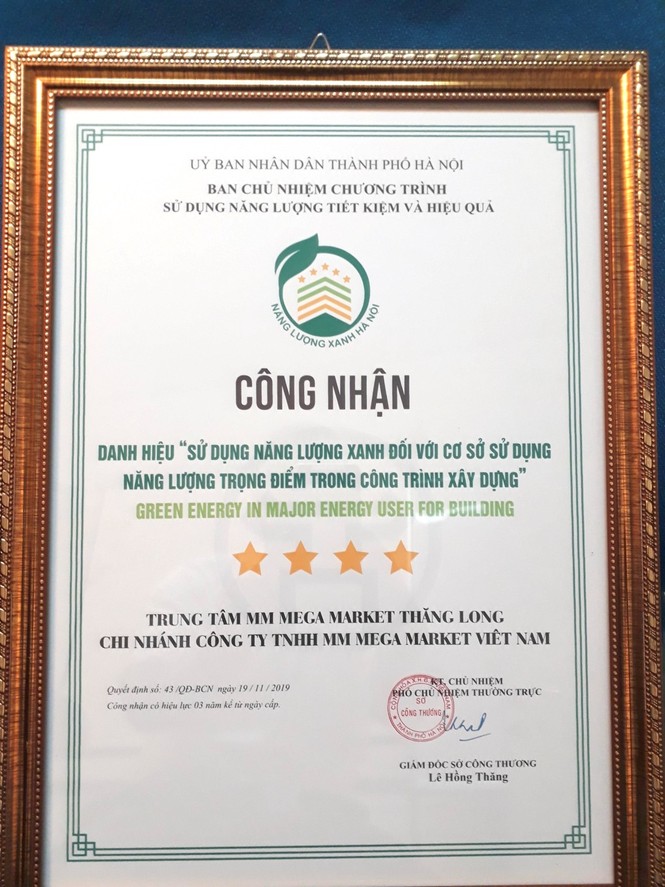 UỶ BAN NHÂN DÂN THÀNH PHỐ HÀ NỘI
BAN CHỦ NHIỆM CHƯƠNG TRÌNH
SỬ DỤNG NĂNG LƯỢNG TIẾT KIỆM VÀ HIỆU QUẢ
NĂNG LƯỢNG XANH HÀ NỘI
CÔNG NHẬN
DANH HIỆU “SỬ DỤNG NĂNG LƯỢNG XANH ĐỐI VỚI CƠ SỞ SỬ DỤNG
NĂNG LƯỢNG TRỌNG ĐIỂM TRONG CÔNG TRÌNH XÂY DỰNG”
GREEN ENERGY IN MAJOR ENERGY USER FOR BUILDING
TRUNG TÂM MM MEGA MARKET THĂNG LONG
CHI NHÁNH CÔNG TY TNHH MM MEGA MARKET VIỆT NAM
Quyết định số: 43 /QĐ-BCN ngày 19 / 11 / 2019
Công nhận có hiệu lực 03 năm kể từ ngày cấp.
KT. CHỦ NHIỆM
PHÓ CHỦ NHIỆM THƯỜNG TRỰC
SỞ
CÔNG THƯƠNG
THÀNH PHỐ HÀ NỘI
GIÁM ĐỐC SỞ CÔNG THƯƠNG
Lê Hồng Thăng